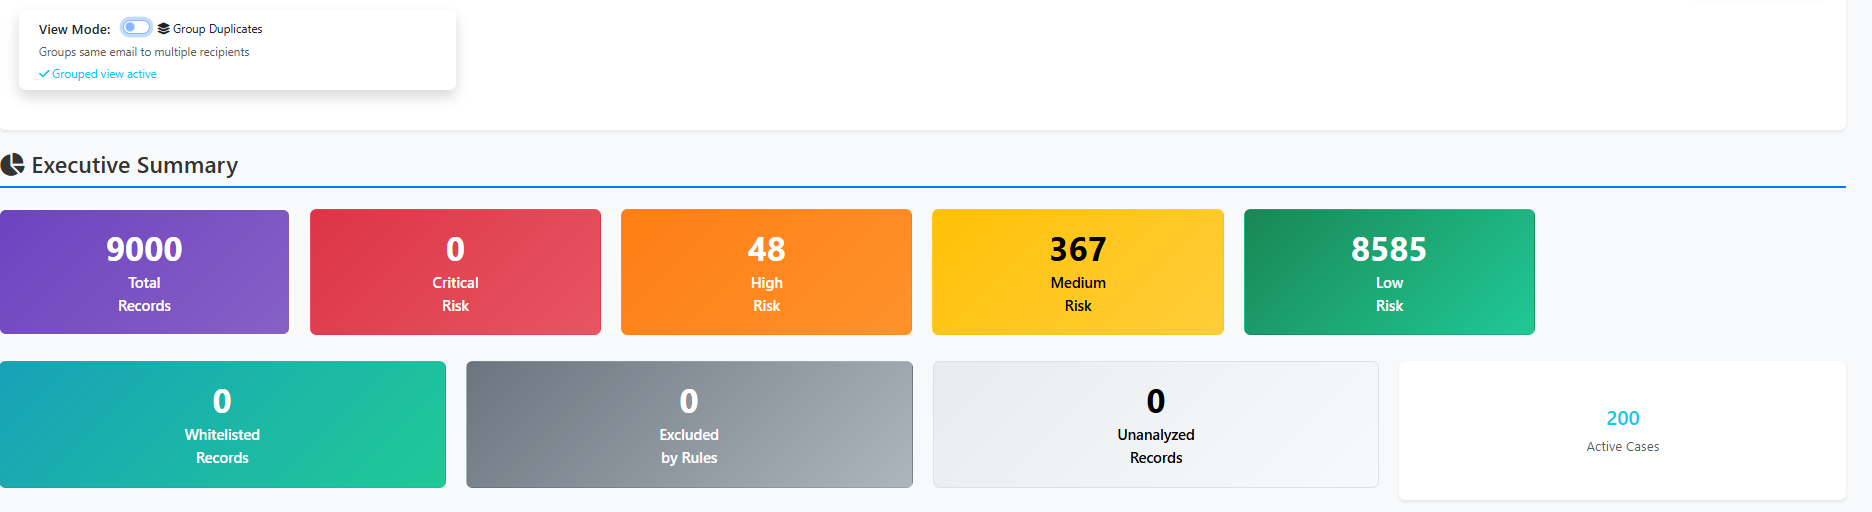 View Mode: Group Duplicates
Groups same email to multiple recipients
Grouped view active
Executive Summary
9000
Total
Records
0
Critical
Risk
48
High
Risk
367
Medium
Risk
8585
Low
Risk
0
Whitelisted
Records
0
Excluded
by Rules
0
Unanalyzed
Records
200
Active Cases